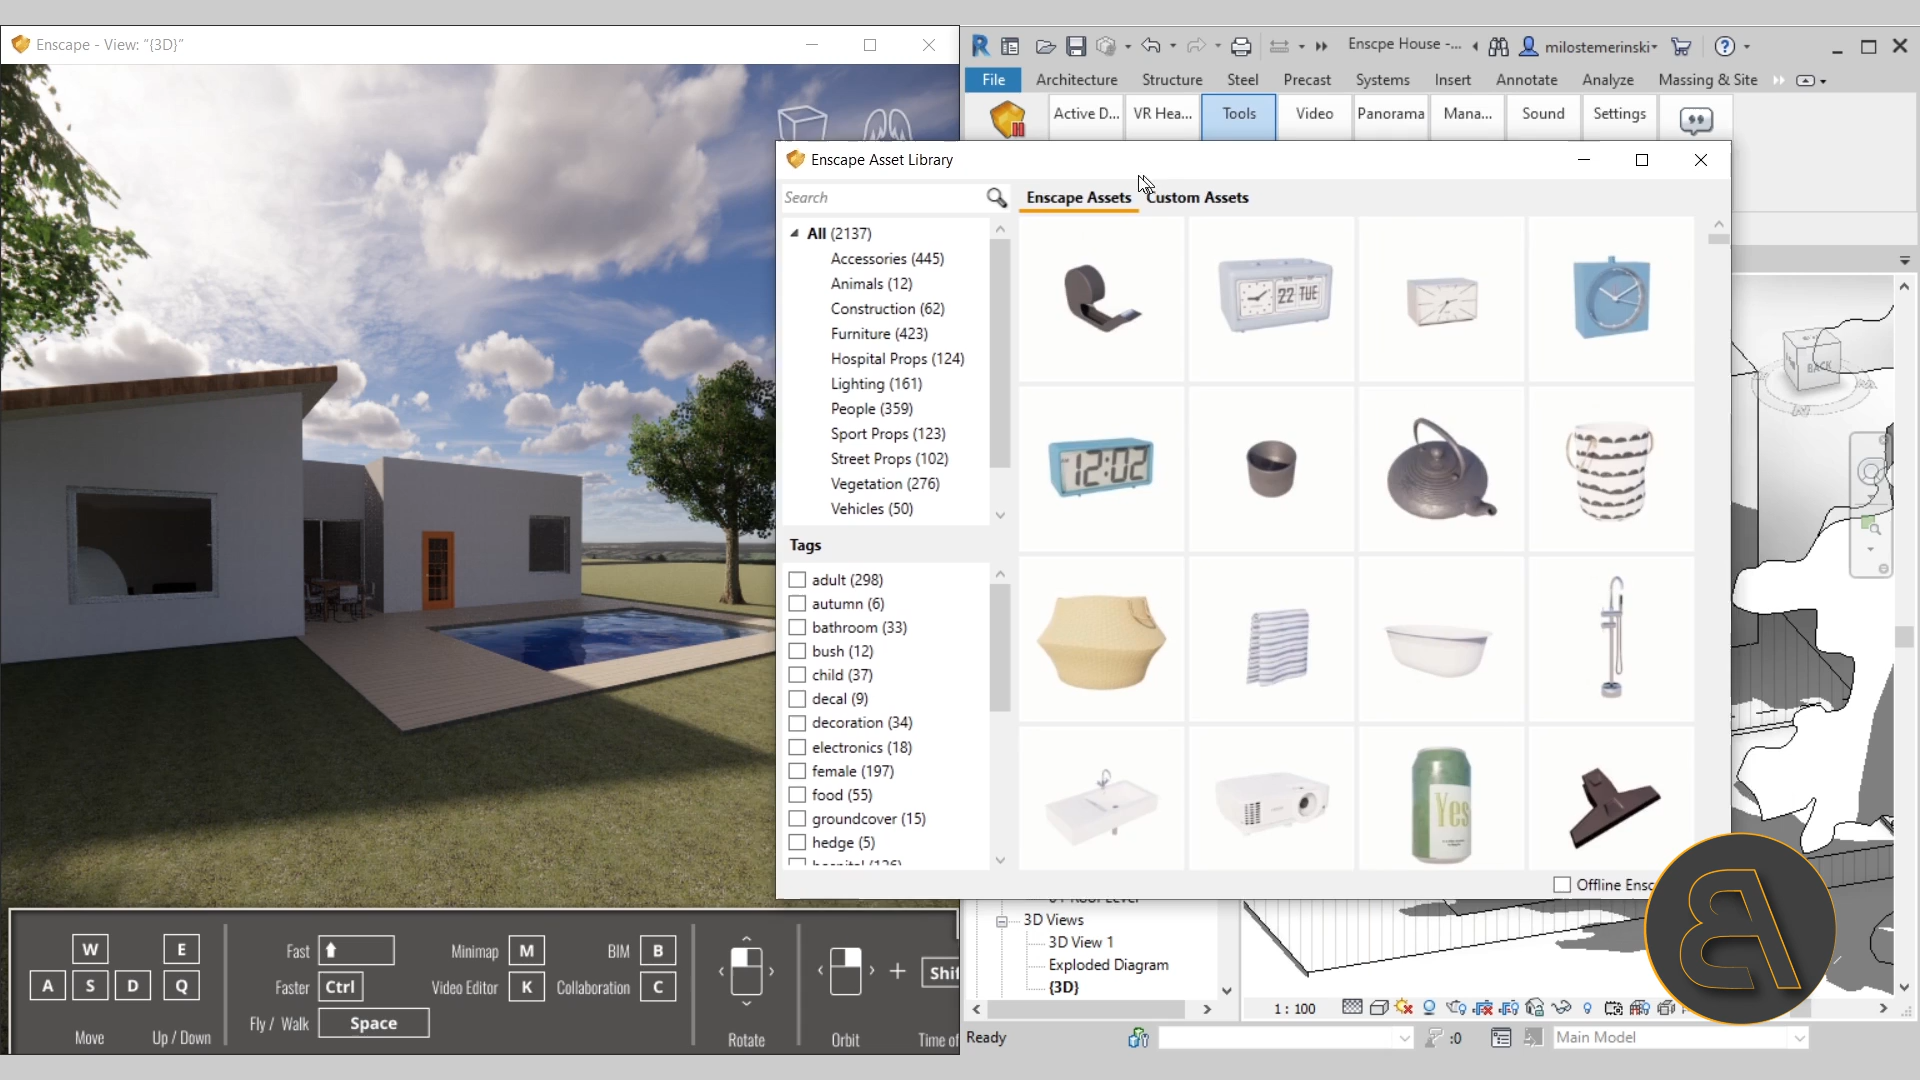 Enscape - View: "{3D}"
Enscpe House -...
milostemerinski
File
Architecture
Structure
Steel
Precast
Systems
Insert
Annotate
Analyze
Massing & Site
Active D...
VR Hea...
Tools
Video
Panorama
Mana...
Sound
Settings
Enscape Asset Library
Search
Enscape Assets
Custom Assets
All (2137)
Accessories (445)
Animals (12)
Construction (62)
Furniture (423)
Hospital Props (124)
Lighting (161)
People (359)
Sport Props (123)
Street Props (102)
Vegetation (276)
Vehicles (50)
Tags
adult (298)
autumn (6)
bathroom (33)
bush (12)
child (37)
decal (9)
decoration (34)
electronics (18)
female (197)
food (55)
groundcover (15)
hedge (5)
22 TUE
12:02
Yes
BACK
Offline Ensc
3D Views
3D View 1
Exploded Diagram
{3D}
1 : 100
Ready
:0
Main Model
W
E
A
S
D
Q
Move
Up / Down
Fast
Faster
Ctrl
Fly / Walk
Space
Minimap
M
Video Editor
K
BIM
B
Collaboration
C
Rotate
Orbit
+
Shif
Time of